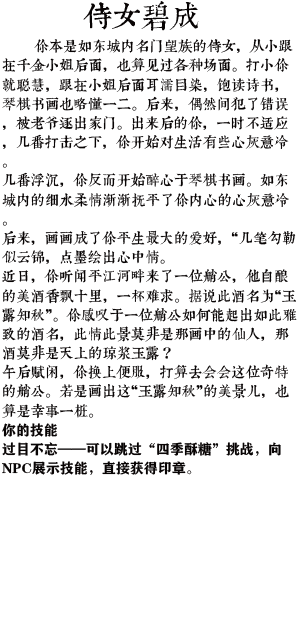 侍女碧成
你本是如东城内名门望族的侍女，从小跟
在千金小姐后面，也算见过各种场面。打小你
就聪慧，跟在小姐后面耳濡目染，饱读诗书，
琴棋书画也略懂一二。后来，偶然间犯了错误
，被老爷逐出家门。出来后的你，一时不适应
，几番打击之下，你开始对生活有些心灰意冷
。
几番浮沉，你反而开始醉心于琴棋书画。如东
城内的细水柔情渐渐抚平了你内心的心灰意冷
。
后来，画画成了你平生最大的爱好，“几笔勾勒
似云锦，点墨绘出心中情。
近日，你听闻平江河畔来了一位艄公，他自酿
的美酒香飘十里，一杯难求。据说此酒名为“玉
露知秋”。你感叹于一位艄公如何能起出如此雅
致的酒名，此情此景莫非是那画中的仙人，那
酒莫非是天上的琼浆玉露？
午后赋闲，你换上便服，打算去会会这位奇特
的艄公。若是画出这“玉露知秋”的美景儿，也
算是幸事一桩。
你的技能
过目不忘——可以跳过“四季酥糖”挑战，向
NPC展示技能，直接获得印章。